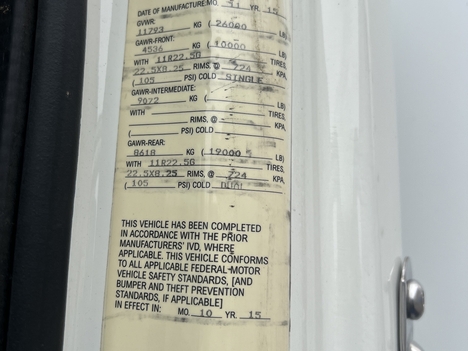 DATE OF MANUFACTURE: MO. 11 YR. 15
GVWR:
11793 KG (26000 LB)
GAWR-FRONT:
4536 KG (10000 LB)
WITH 11R22.5G TIRES,
22.5X8.25 RIMS, @ 724 KPA,
(105 PSI) COLD SINGLE
GAWR-INTERMEDIATE:
9072 KG ( LB)
WITH TIRES,
RIMS, @ KPA,
( PSI) COLD
GAWR-REAR:
8618 KG (19000 LB)
WITH 11R22.5G TIRES,
22.5X8.25 RIMS, @ 724 KPA,
(105 PSI) COLD DUAL
THIS VEHICLE HAS BEEN COMPLETED
IN ACCORDANCE WITH THE PRIOR
MANUFACTURERS' IVD, WHERE
APPLICABLE. THIS VEHICLE CONFORMS
TO ALL APPLICABLE FEDERAL MOTOR
VEHICLE SAFETY STANDARDS, [AND
BUMPER AND THEFT PREVENTION
STANDARDS, IF APPLICABLE]
IN EFFECT IN: MO. 10 YR. 15